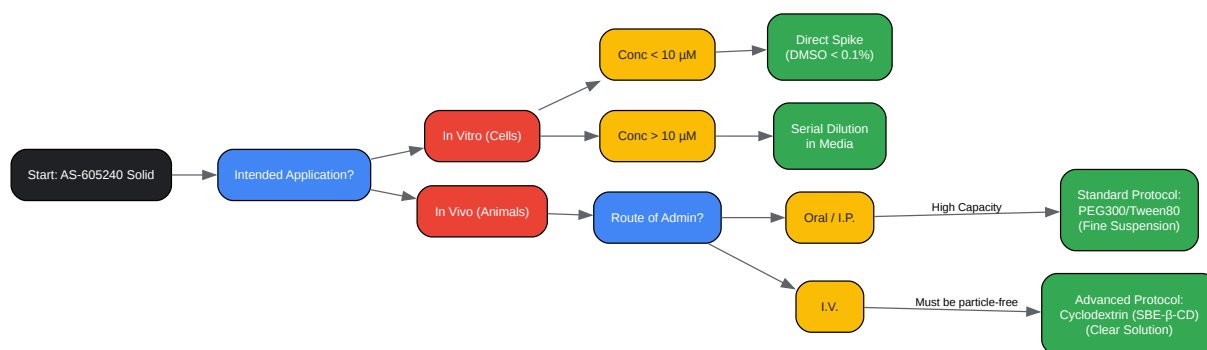 Start: AS-605240 Solid
Intended Application?
In Vitro (Cells)
Conc < 10 µM
Direct Spike
(DMSO < 0.1%)
Conc > 10 µM
Serial Dilution
in Media
In Vivo (Animals)
Route of Admin?
Oral / I.P.
High Capacity
Standard Protocol:
PEG300/Tween80
(Fine Suspension)
I.V.
Must be particle-free
Advanced Protocol:
Cyclodextrin (SBE-β-CD)
(Clear Solution)